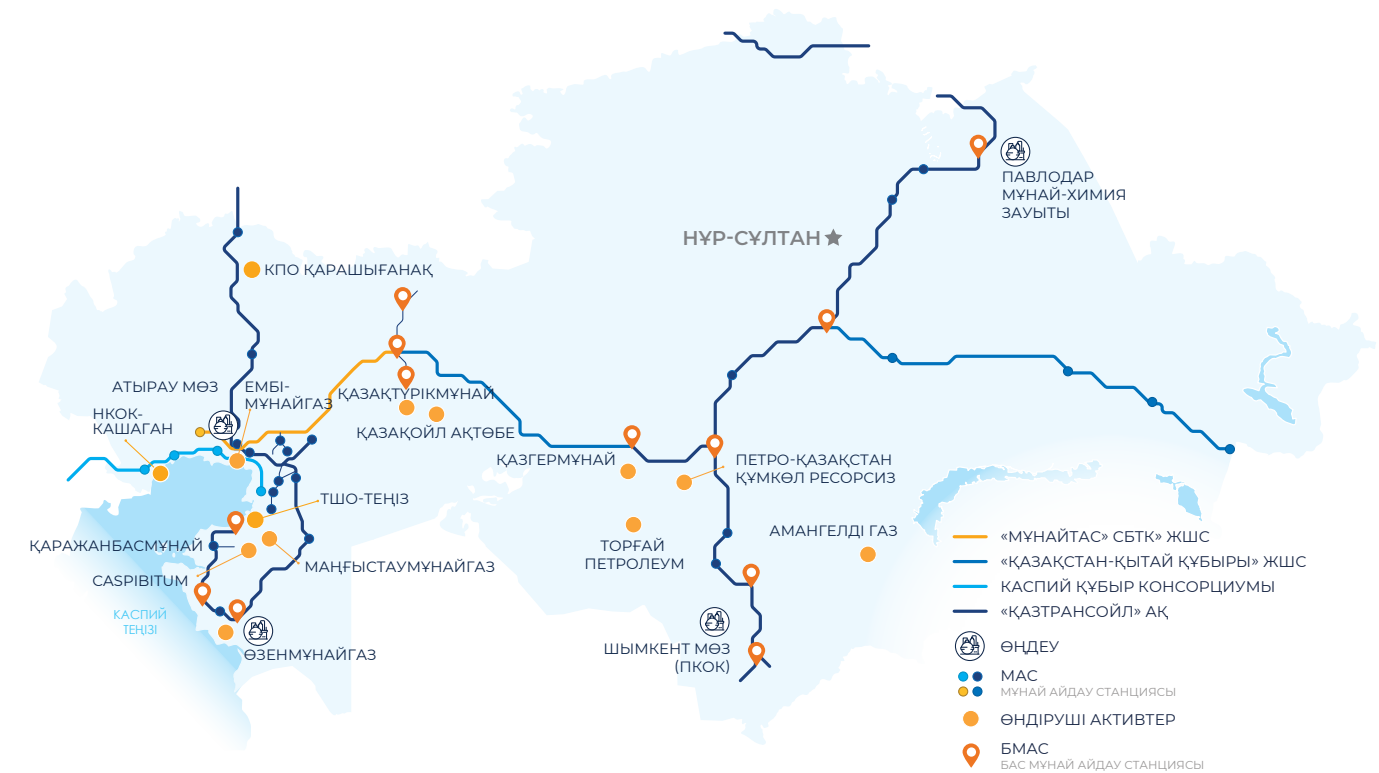 ПАВЛОДАР
МҰНАЙ-ХИМИЯ
ЗАУЫТЫ
НҰР-СҰЛТАН
КПО ҚАРАШЫҒАНАҚ
АТЫРАУ МӨЗ
ЕМБІ-
МҰНАЙГАЗ
НКОК-
КАШАГАН
ҚАЗАҚТҮРІКМҰНАЙ
ҚАЗАҚОЙЛ АҚТӨБЕ
ҚАЗГЕРМҰНАЙ
ПЕТРО-ҚАЗАҚСТАН
ҚҰМКӨЛ РЕСОРСИЗ
ТШО-ТЕҢІЗ
ТОРҒАЙ
ПЕТРОЛЕУМ
АМАНГЕЛДІ ГАЗ
ҚАРАЖАНБАСМҰНАЙ
МАҢҒЫСТАУМҰНАЙГАЗ
CASPIBITUM
КАСПИЙ
ТЕҢІЗІ
ӨЗЕНМҰНАЙГАЗ
ШЫМКЕНТ МӨЗ
(ПКОК)
«МҰНАЙТАС» СБТК» ЖШС
«ҚАЗАҚСТАН-ҚЫТАЙ ҚҰБЫРЫ» ЖШС
КАСПИЙ ҚҰБЫР КОНСОРЦИУМЫ
«ҚАЗТРАНСОЙЛ» АҚ
ӨҢДЕУ
МАС
МҰНАЙ АЙДАУ СТАНЦИЯСЫ
ӨНДІРУШІ АКТИВТЕР
БМАС
БАС МҰНАЙ АЙДАУ СТАНЦИЯСЫ